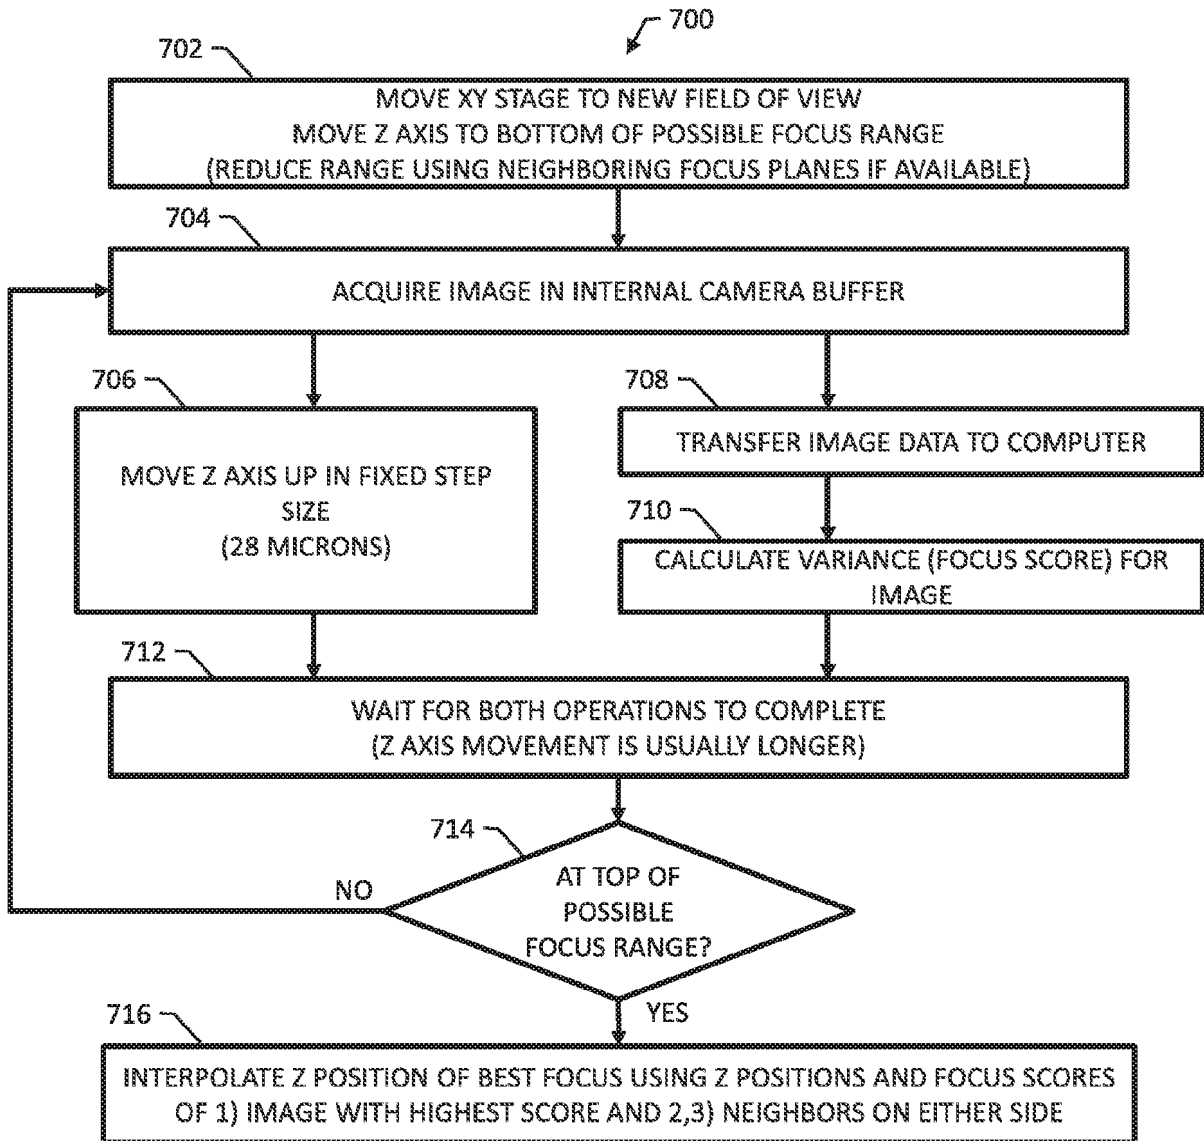 700
702
MOVE XY STAGE TO NEW FIELD OF VIEW
MOVE Z AXIS TO BOTTOM OF POSSIBLE FOCUS RANGE
(REDUCE RANGE USING NEIGHBORING FOCUS PLANES IF AVAILABLE)
704
ACQUIRE IMAGE IN INTERNAL CAMERA BUFFER
706
MOVE Z AXIS UP IN FIXED STEP
SIZE
(28 MICRONS)
708
TRANSFER IMAGE DATA TO COMPUTER
710
CALCULATE VARIANCE (FOCUS SCORE) FOR
IMAGE
712
WAIT FOR BOTH OPERATIONS TO COMPLETE
(Z AXIS MOVEMENT IS USUALLY LONGER)
714
AT TOP OF
POSSIBLE
FOCUS RANGE?
NO
YES
716
INTERPOLATE Z POSITION OF BEST FOCUS USING Z POSITIONS AND FOCUS SCORES
OF 1) IMAGE WITH HIGHEST SCORE AND 2,3) NEIGHBORS ON EITHER SIDE